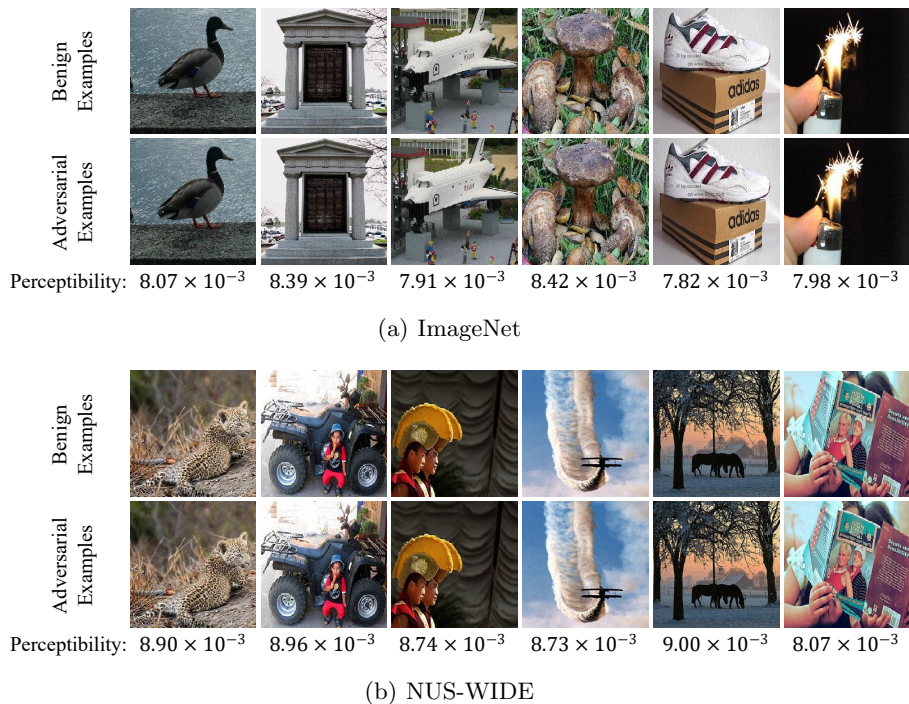 Benign
Examples
adidas
adidas
Adversarial
Examples
Perceptibility: 8.07 × 10⁻³ 8.39 × 10⁻³ 7.91 × 10⁻³ 8.42 × 10⁻³ 7.82 × 10⁻³ 7.98 × 10⁻³
(a) ImageNet
Benign
Examples
Adversarial
Examples
Perceptibility: 8.90 × 10⁻³ 8.96 × 10⁻³ 8.74 × 10⁻³ 8.73 × 10⁻³ 9.00 × 10⁻³ 8.07 × 10⁻³
(b) NUS-WIDE